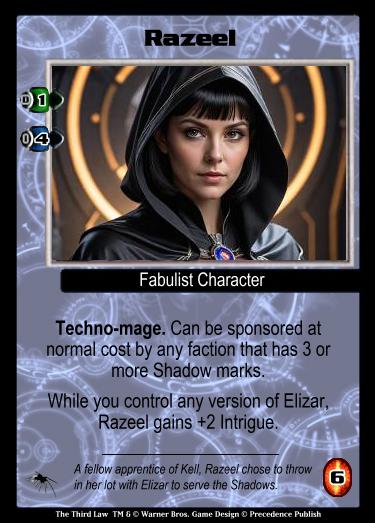 Razeel
1
4
Fabulist Character
Techno-mage. Can be sponsored at
normal cost by any faction that has 3 or
more Shadow marks.
While you control any version of Elizar,
Razeel gains +2 Intrigue.
A fellow apprentice of Kell, Razeel chose to throw
in her lot with Elizar to serve the Shadows.
6
The Third Law TM & © Warner Bros. Game Design © Precedence Publish